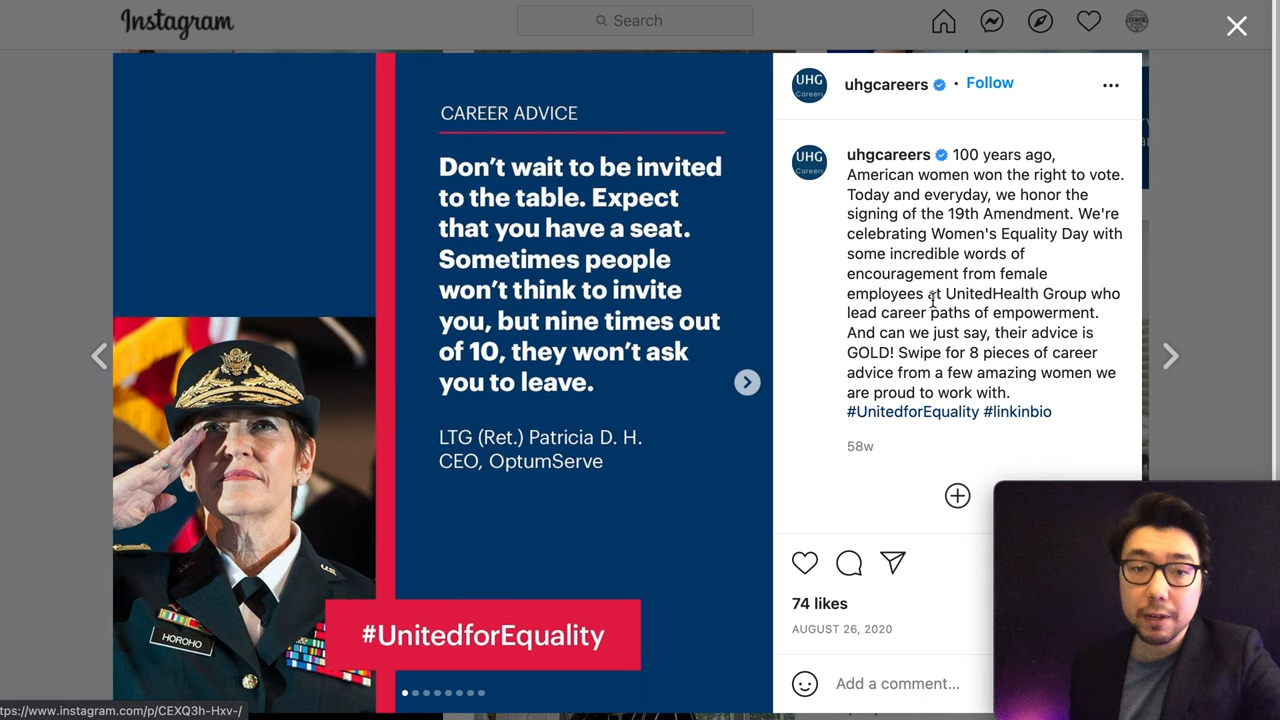 Instagram
Search
CAREER ADVICE
Don’t wait to be invited
to the table. Expect
that you have a seat.
Sometimes people
won’t think to invite
you, but nine times out
of 10, they won’t ask
you to leave.
LTG (Ret.) Patricia D. H.
CEO, OptumServe
HOROHO
#UnitedforEquality
UHG
Careers
uhgcareers • Follow
UHG
Careers
uhgcareers 100 years ago,
American women won the right to vote.
Today and everyday, we honor the
signing of the 19th Amendment. We're
celebrating Women's Equality Day with
some incredible words of
encouragement from female
employees at UnitedHealth Group who
lead career paths of empowerment.
And can we just say, their advice is
GOLD! Swipe for 8 pieces of career
advice from a few amazing women we
are proud to work with.
#UnitedforEquality #linkinbio
58w
74 likes
AUGUST 26, 2020
Add a comment...
tps://www.instagram.com/p/CEXQ3h-Hxv-/